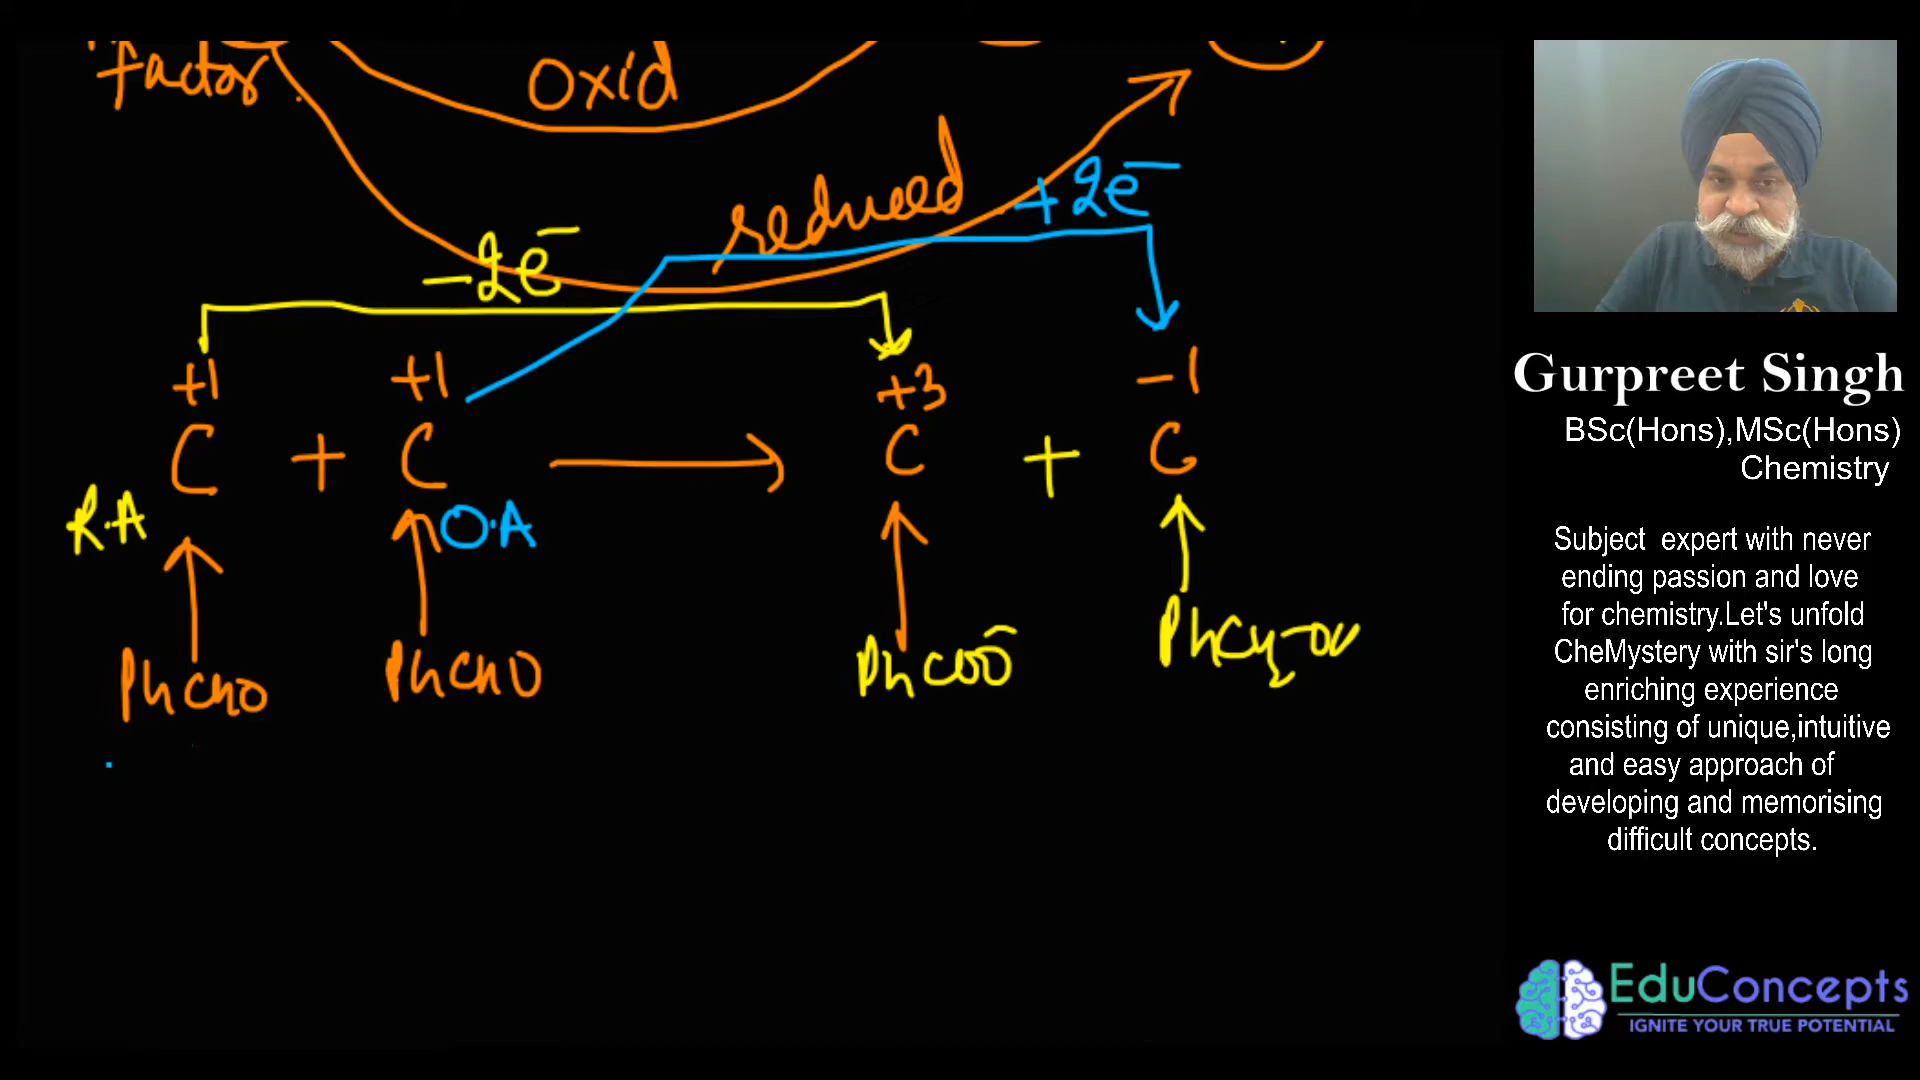 factor
oxid
reduced
+2e⁻
-2e⁻
+1 +1 +3 -1
C + C → C + C
R.A O.A
PhCHO PhCHO PhCOO⁻ PhCH₂-OH
Gurpreet Singh
BSc(Hons),MSc(Hons)
Chemistry
Subject expert with never
ending passion and love
for chemistry.Let's unfold
CheMystery with sir's long
enriching experience
consisting of unique,intuitive
and easy approach of
developing and memorising
difficult concepts.
EduConcepts
IGNITE YOUR TRUE POTENTIAL